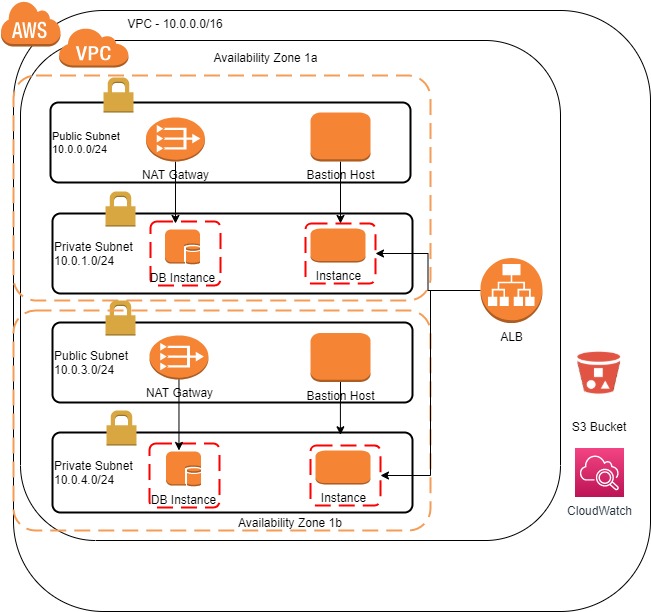 AWS
VPC - 10.0.0.0/16
VPC
Availability Zone 1a
Public Subnet
10.0.0.0/24
NAT Gatway
Bastion Host
Private Subnet
10.0.1.0/24
DB Instance
Instance
ALB
Public Subnet
10.0.3.0/24
NAT Gatway
Bastion Host
Private Subnet
10.0.4.0/24
DB Instance
Instance
Availability Zone 1b
S3 Bucket
CloudWatch